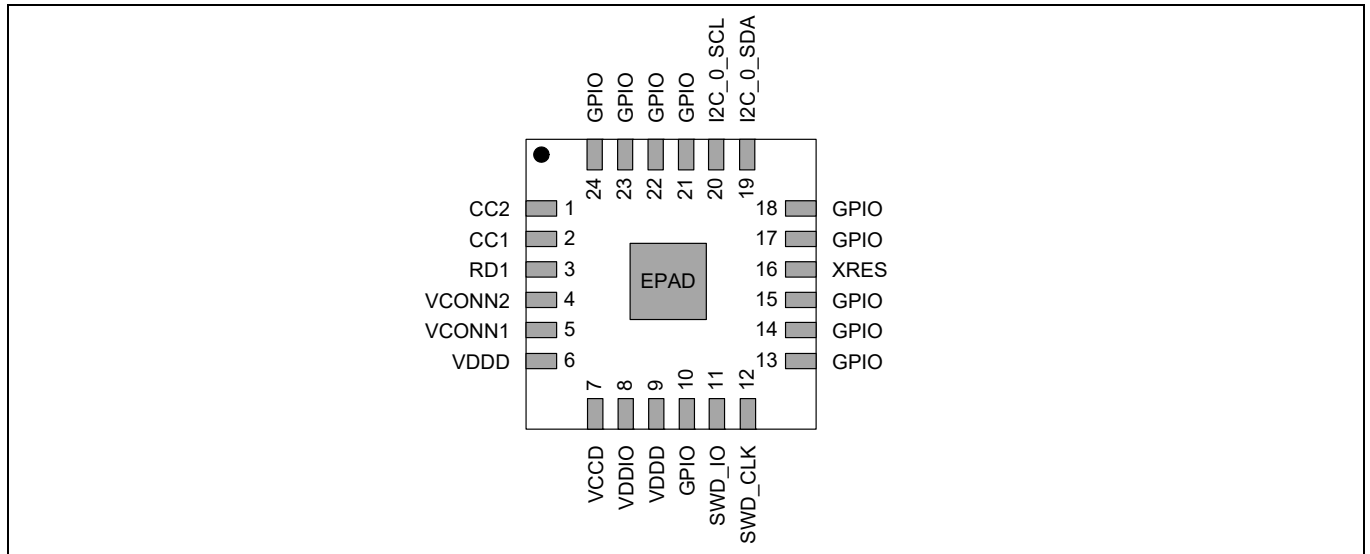 GPIO
GPIO
GPIO
GPIO
I2C_0_SCL
I2C_0_SDA
24
23
22
21
20
19
CC2 1
CC1 2
RD1 3
VCONN2 4
VCONN1 5
VDDD 6
EPAD
18 GPIO
17 GPIO
16 XRES
15 GPIO
14 GPIO
13 GPIO
7
8
9
10
11
12
VCCD
VDDIO
VDDD
GPIO
SWD_IO
SWD_CLK